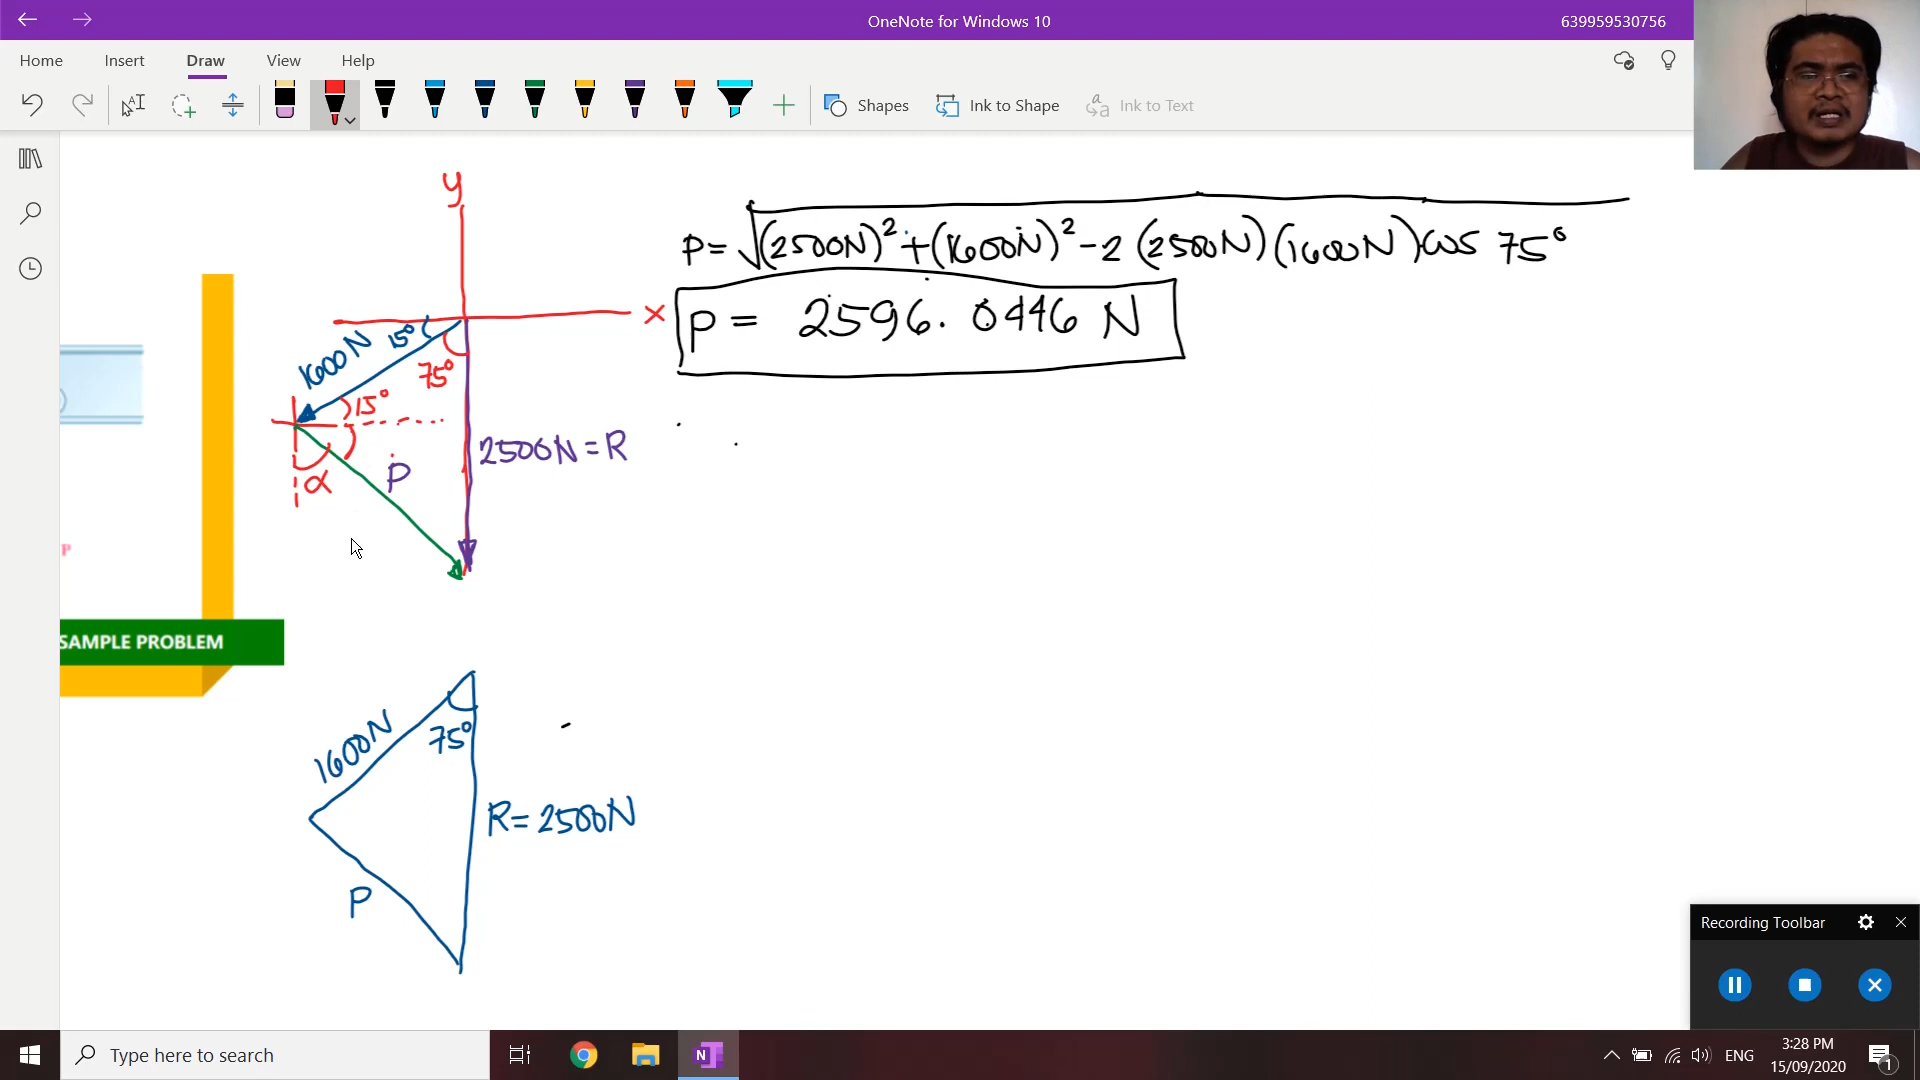 OneNote for Windows 10
639959530756
Home Insert Draw View Help
Shapes Ink to Shape Ink to Text
y
x
1600N 15°
75°
15°
2500N = R
α
P
P = √(2500N)² + (1600N)² - 2 (2500N)(1600N) cos 75°
P = 2596.0446 N
P
SAMPLE PROBLEM
1600N
75°
R = 2500N
P
Recording Toolbar
Type here to search
N
ENG
3:28 PM
15/09/2020
1